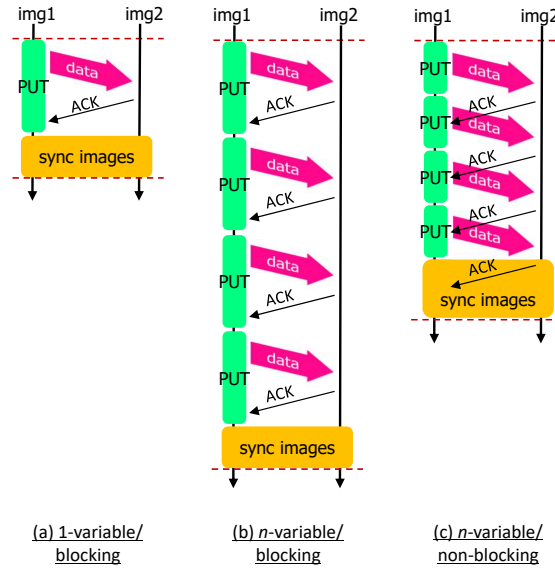 img1 img2
PUT
data
ACK
sync images
(a) 1-variable/
blocking
img1 img2
PUT
data
ACK
PUT
data
ACK
PUT
data
ACK
PUT
data
ACK
sync images
(b) n-variable/
blocking
img1 img2
PUT
data
ACK
PUT
data
ACK
PUT
data
ACK
PUT
data
ACK
sync images
(c) n-variable/
non-blocking